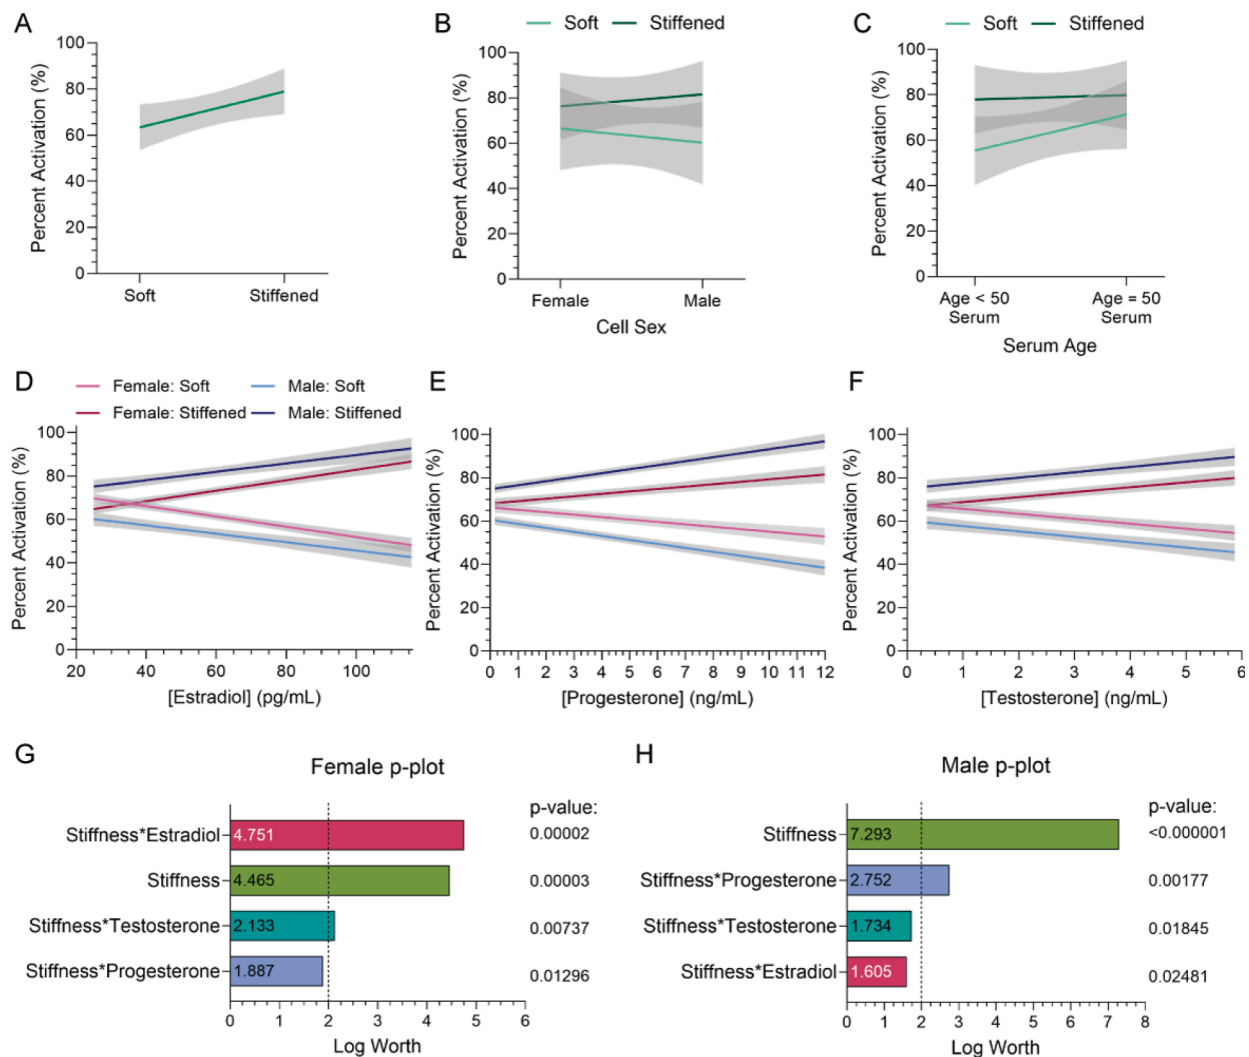 A
Percent Activation (%)
100
80
60
40
20
0
Soft
Stiffened
B
Soft
Stiffened
Percent Activation (%)
100
80
60
40
20
0
Female
Male
Cell Sex
C
Soft
Stiffened
Percent Activation (%)
100
80
60
40
20
0
Age < 50
Serum
Age = 50
Serum
Serum Age
D
Female: Soft
Male: Soft
Female: Stiffened
Male: Stiffened
Percent Activation (%)
100
80
60
40
20
0
20 40 60 80 100
[Estradiol] (pg/mL)
E
Percent Activation (%)
100
80
60
40
20
0
0 1 2 3 4 5 6 7 8 9 10 11 12
[Progesterone] (ng/mL)
F
Percent Activation (%)
100
80
60
40
20
0
0 1 2 3 4 5 6
[Testosterone] (ng/mL)
G
Female p-plot
p-value:
Stiffness*Estradiol 4.751 0.00002
Stiffness 4.465 0.00003
Stiffness*Testosterone 2.133 0.00737
Stiffness*Progesterone 1.887 0.01296
0 1 2 3 4 5 6
Log Worth
H
Male p-plot
p-value:
Stiffness 7.293 <0.000001
Stiffness*Progesterone 2.752 0.00177
Stiffness*Testosterone 1.734 0.01845
Stiffness*Estradiol 1.605 0.02481
0 1 2 3 4 5 6 7 8
Log Worth